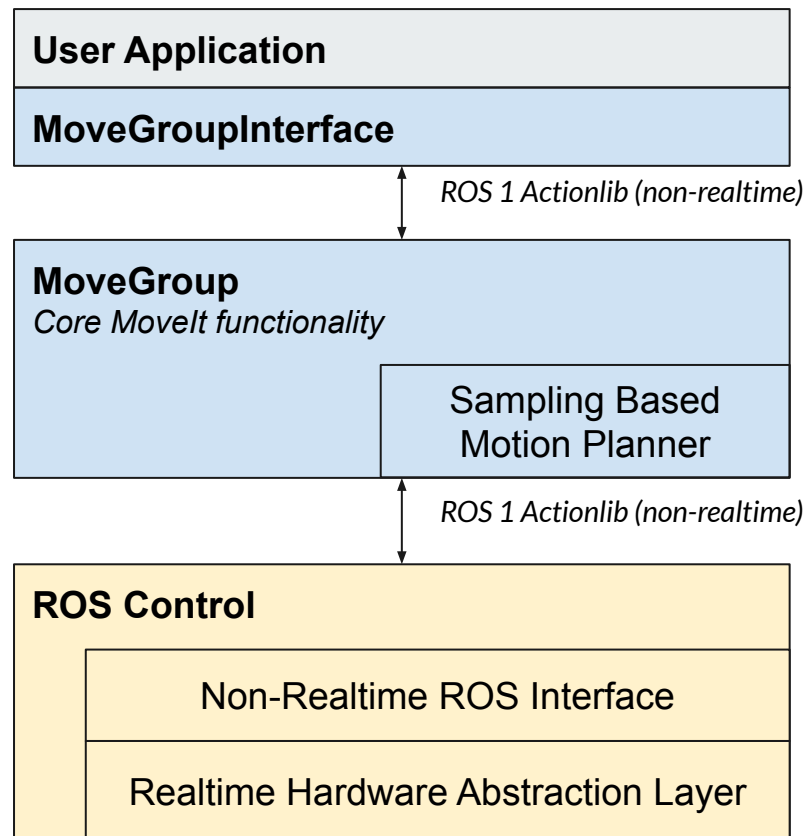 User Application
MoveGroupInterface
ROS 1 Actionlib (non-realtime)
MoveGroup
Core MoveIt functionality
Sampling Based
Motion Planner
ROS 1 Actionlib (non-realtime)
ROS Control
Non-Realtime ROS Interface
Realtime Hardware Abstraction Layer